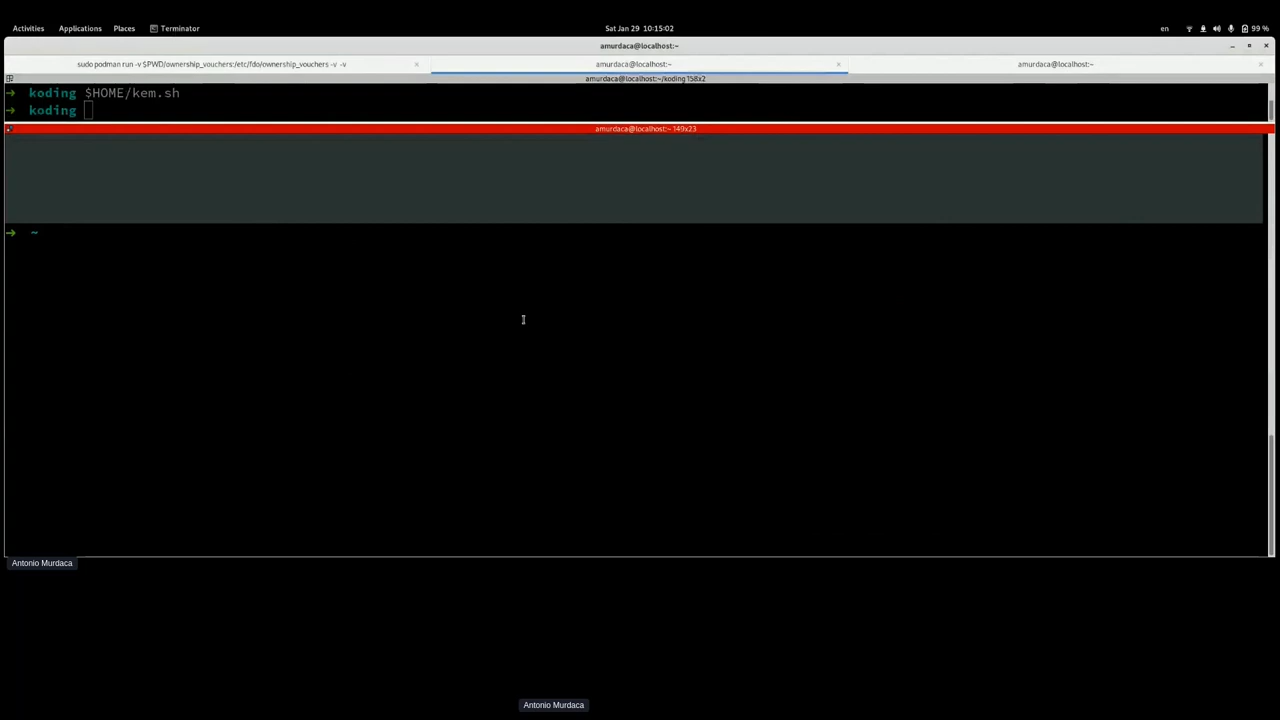 Activities Applications Places Terminator Sat Jan 29 10:15:02 en 99 %
amurdaca@localhost:~
sudo podman run -v $PWD/ownership_vouchers:/etc/fdo/ownership_vouchers -v -v amurdaca@localhost:~ amurdaca@localhost:~
amurdaca@localhost:~/koding 158x2
→ koding $HOME/kem.sh
→ koding
amurdaca@localhost:~ 149x23
→ ~
Antonio Murdaca
Antonio Murdaca